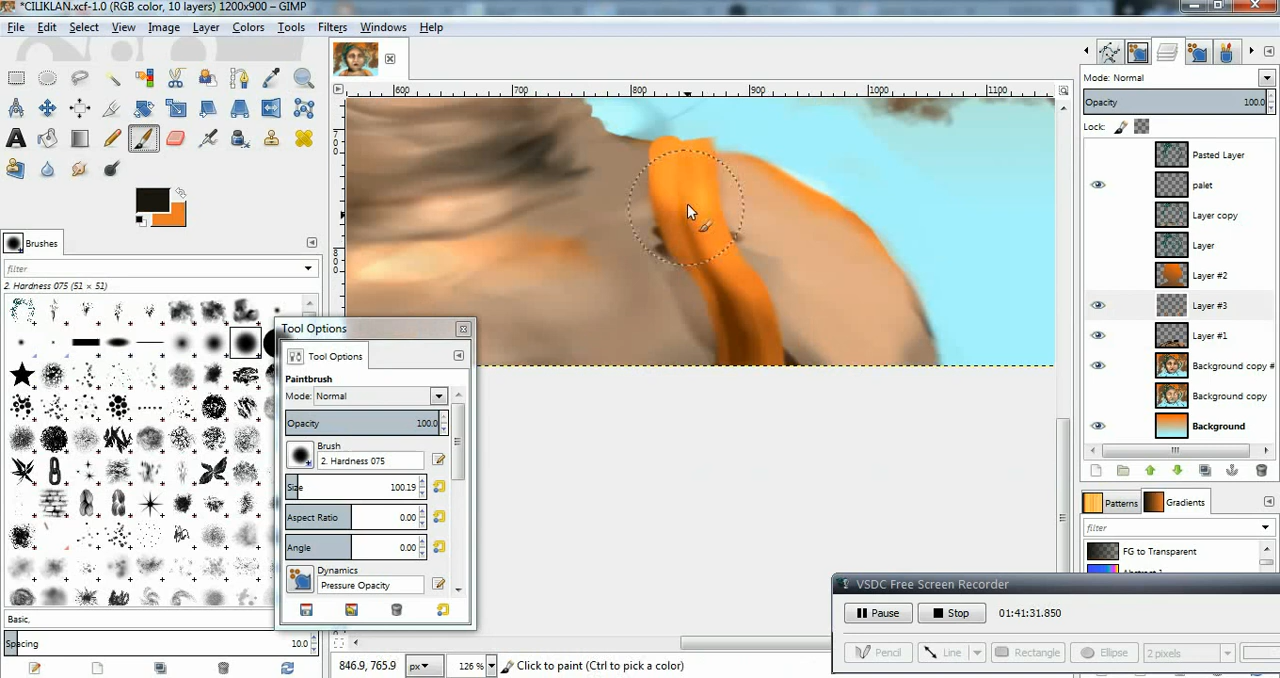 *CILIKLAN.xcf-1.0 (RGB color, 10 layers) 1200x900 – GIMP
File Edit Select View Image Layer Colors Tools Filters Windows Help
600 700 800 900 1000 1100
Mode: Normal
Opacity 100.0
Lock:
Pasted Layer
palet
Layer copy
Layer
Layer #2
Layer #3
Layer #1
Background copy #
Background copy
Background
Brushes
filter
2. Hardness 075 (51 × 51)
Tool Options
Tool Options
Paintbrush
Mode: Normal
Opacity 100.0
Brush
2. Hardness 075
Size 100.19
Aspect Ratio 0.00
Angle 0.00
Dynamics
Pressure Opacity
Basic,
Spacing 10.0
Patterns Gradients
filter
FG to Transparent
VSDC Free Screen Recorder
Pause Stop 01:41:31.850
Pencil Line Rectangle Ellipse 2 pixels
846.9, 765.9 px 126 % Click to paint (Ctrl to pick a color)